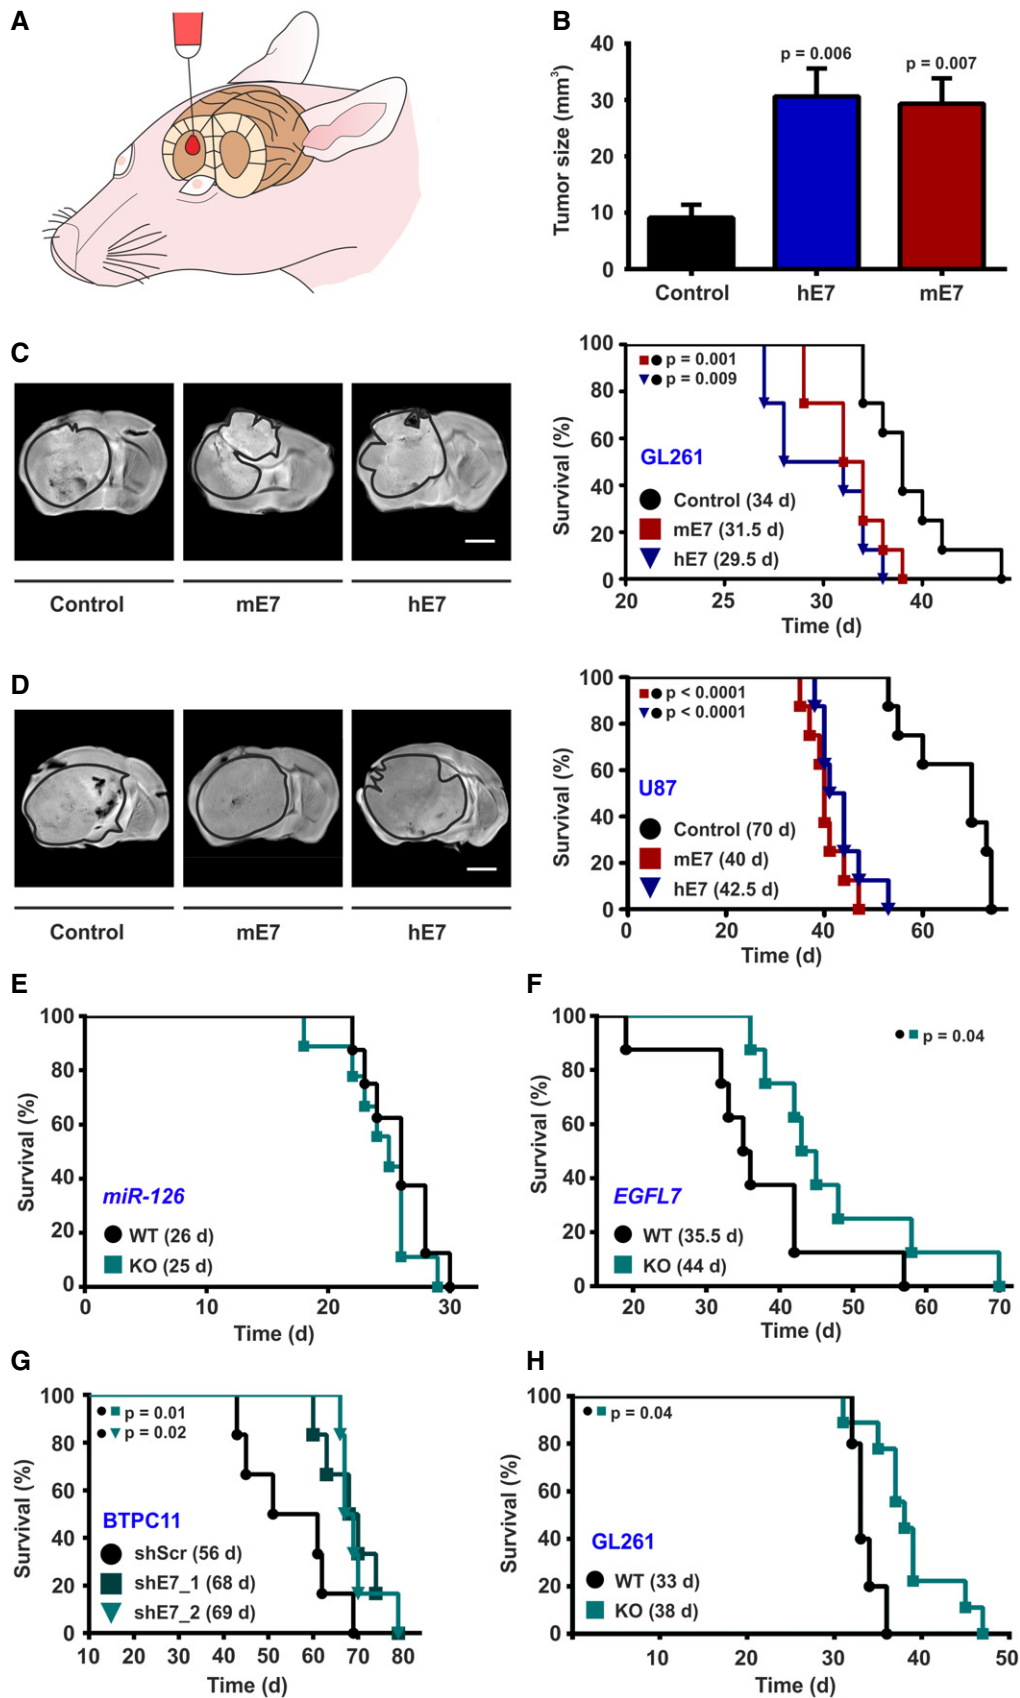 A
B
40
30
20
10
0
Tumor size (mm³)
p = 0.006
p = 0.007
Control
hE7
mE7
C
Control
mE7
hE7
100
80
60
40
20
0
Survival (%)
p = 0.001
p = 0.009
GL261
Control (34 d)
mE7 (31.5 d)
hE7 (29.5 d)
20
25
30
40
Time (d)
D
Control
mE7
hE7
100
80
60
40
20
0
Survival (%)
p < 0.0001
p < 0.0001
U87
Control (70 d)
mE7 (40 d)
hE7 (42.5 d)
0
20
40
60
Time (d)
E
100
80
60
40
20
0
Survival (%)
miR-126
WT (26 d)
KO (25 d)
0
10
20
30
Time (d)
F
100
80
60
40
20
0
Survival (%)
p = 0.04
EGFL7
WT (35.5 d)
KO (44 d)
20
30
40
50
60
70
Time (d)
G
100
80
60
40
20
0
Survival (%)
p = 0.01
p = 0.02
BTPC11
shScr (56 d)
shE7_1 (68 d)
shE7_2 (69 d)
10
20
30
40
50
60
70
80
Time (d)
H
100
80
60
40
20
0
Survival (%)
p = 0.04
GL261
WT (33 d)
KO (38 d)
10
20
30
40
50
Time (d)